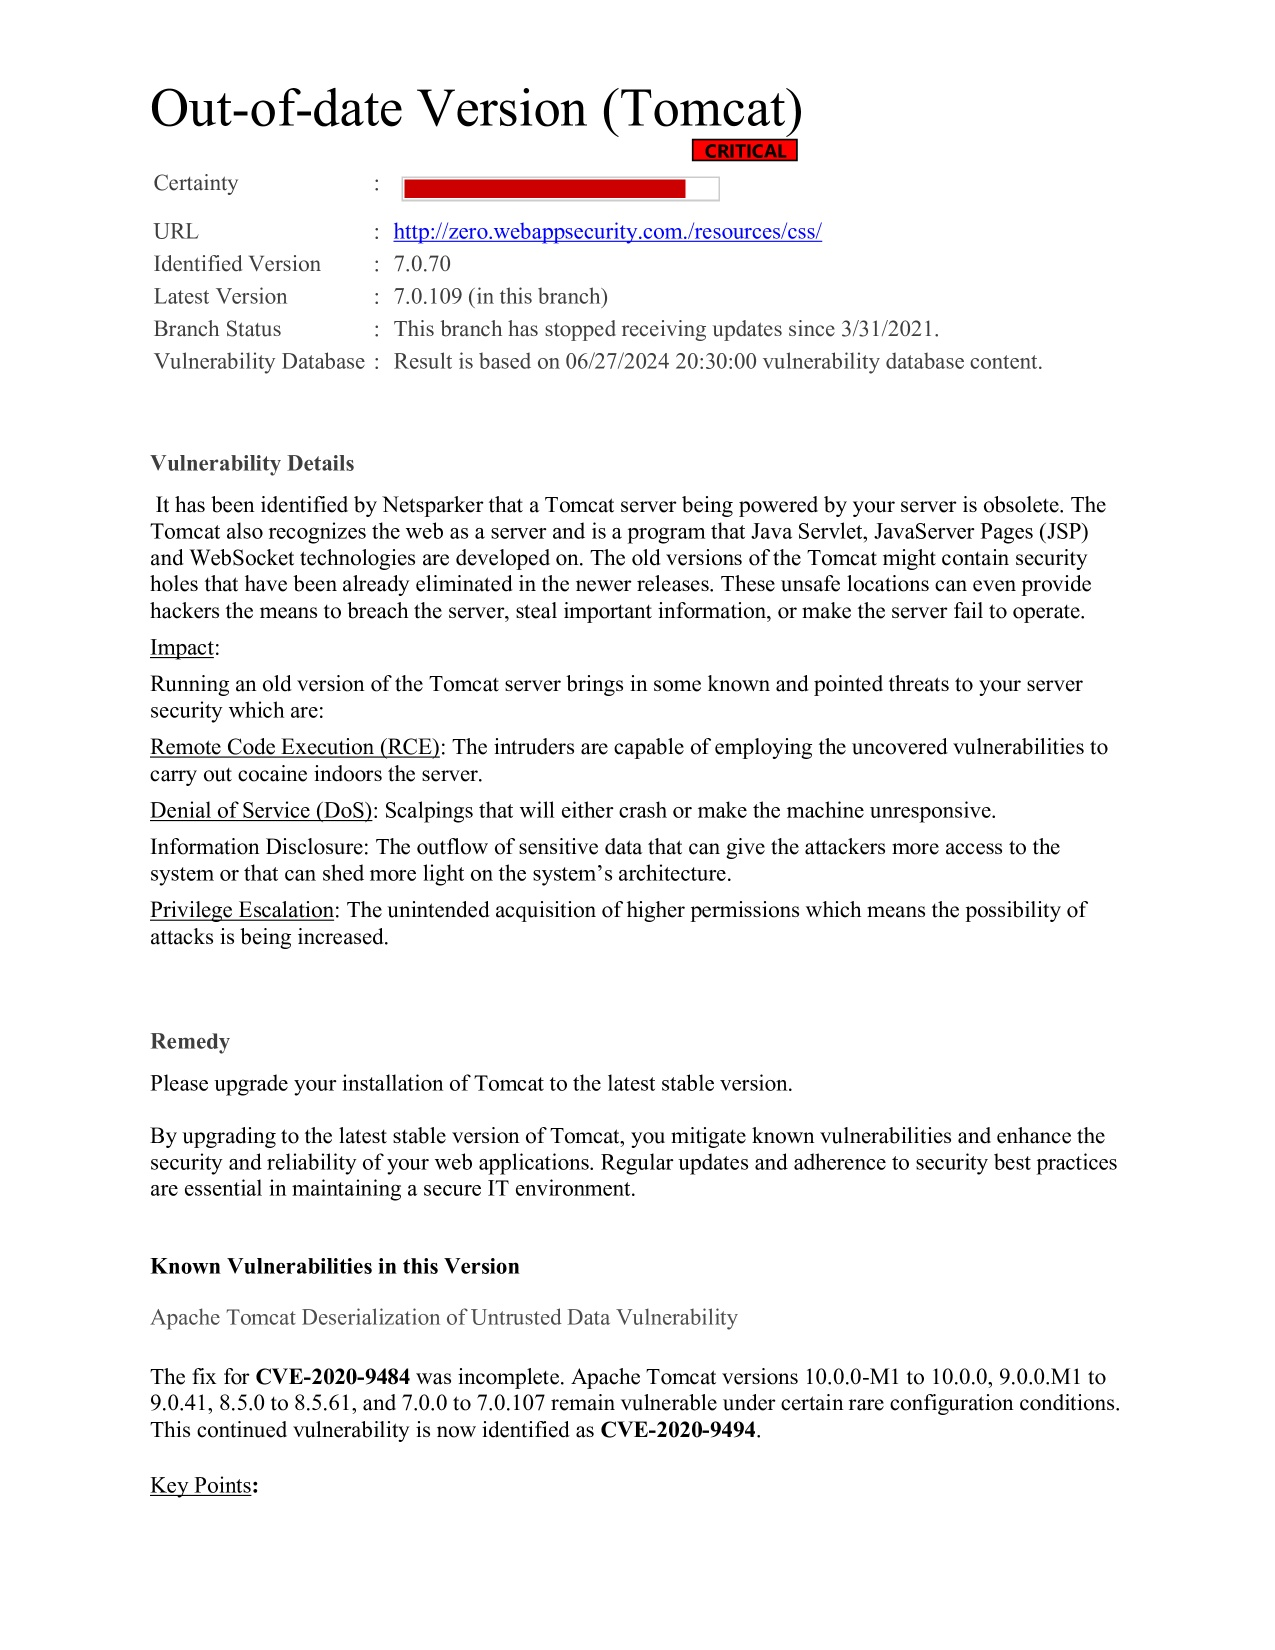 Out-of-date Version (Tomcat)
CRITICAL
Certainty :
URL : http://zero.webappsecurity.com./resources/css/
Identified Version : 7.0.70
Latest Version : 7.0.109 (in this branch)
Branch Status : This branch has stopped receiving updates since 3/31/2021.
Vulnerability Database : Result is based on 06/27/2024 20:30:00 vulnerability database content.
Vulnerability Details
It has been identified by Netsparker that a Tomcat server being powered by your server is obsolete. The
Tomcat also recognizes the web as a server and is a program that Java Servlet, JavaServer Pages (JSP)
and WebSocket technologies are developed on. The old versions of the Tomcat might contain security
holes that have been already eliminated in the newer releases. These unsafe locations can even provide
hackers the means to breach the server, steal important information, or make the server fail to operate.
Impact:
Running an old version of the Tomcat server brings in some known and pointed threats to your server
security which are:
Remote Code Execution (RCE): The intruders are capable of employing the uncovered vulnerabilities to
carry out cocaine indoors the server.
Denial of Service (DoS): Scalpings that will either crash or make the machine unresponsive.
Information Disclosure: The outflow of sensitive data that can give the attackers more access to the
system or that can shed more light on the system’s architecture.
Privilege Escalation: The unintended acquisition of higher permissions which means the possibility of
attacks is being increased.
Remedy
Please upgrade your installation of Tomcat to the latest stable version.
By upgrading to the latest stable version of Tomcat, you mitigate known vulnerabilities and enhance the
security and reliability of your web applications. Regular updates and adherence to security best practices
are essential in maintaining a secure IT environment.
Known Vulnerabilities in this Version
Apache Tomcat Deserialization of Untrusted Data Vulnerability
The fix for CVE-2020-9484 was incomplete. Apache Tomcat versions 10.0.0-M1 to 10.0.0, 9.0.0.M1 to
9.0.41, 8.5.0 to 8.5.61, and 7.0.0 to 7.0.107 remain vulnerable under certain rare configuration conditions.
This continued vulnerability is now identified as CVE-2020-9494.
Key Points: